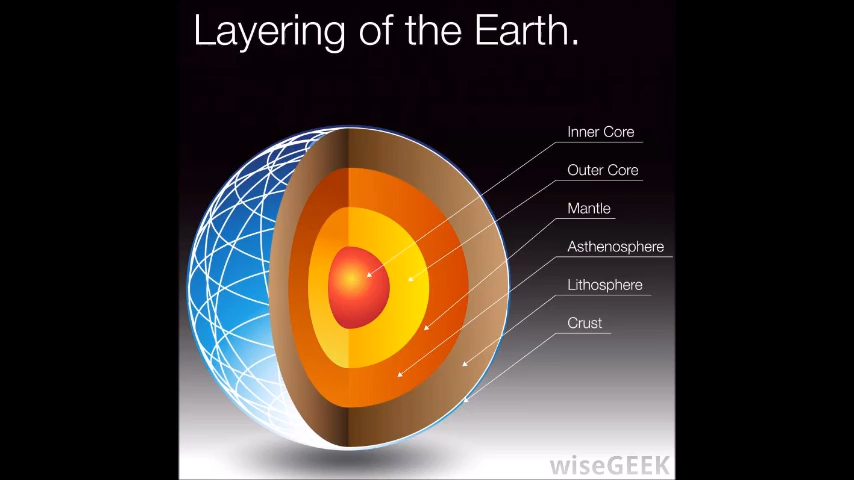 Layering of the Earth.
Inner Core
Outer Core
Mantle
Asthenosphere
Lithosphere
Crust
wiseGEEK